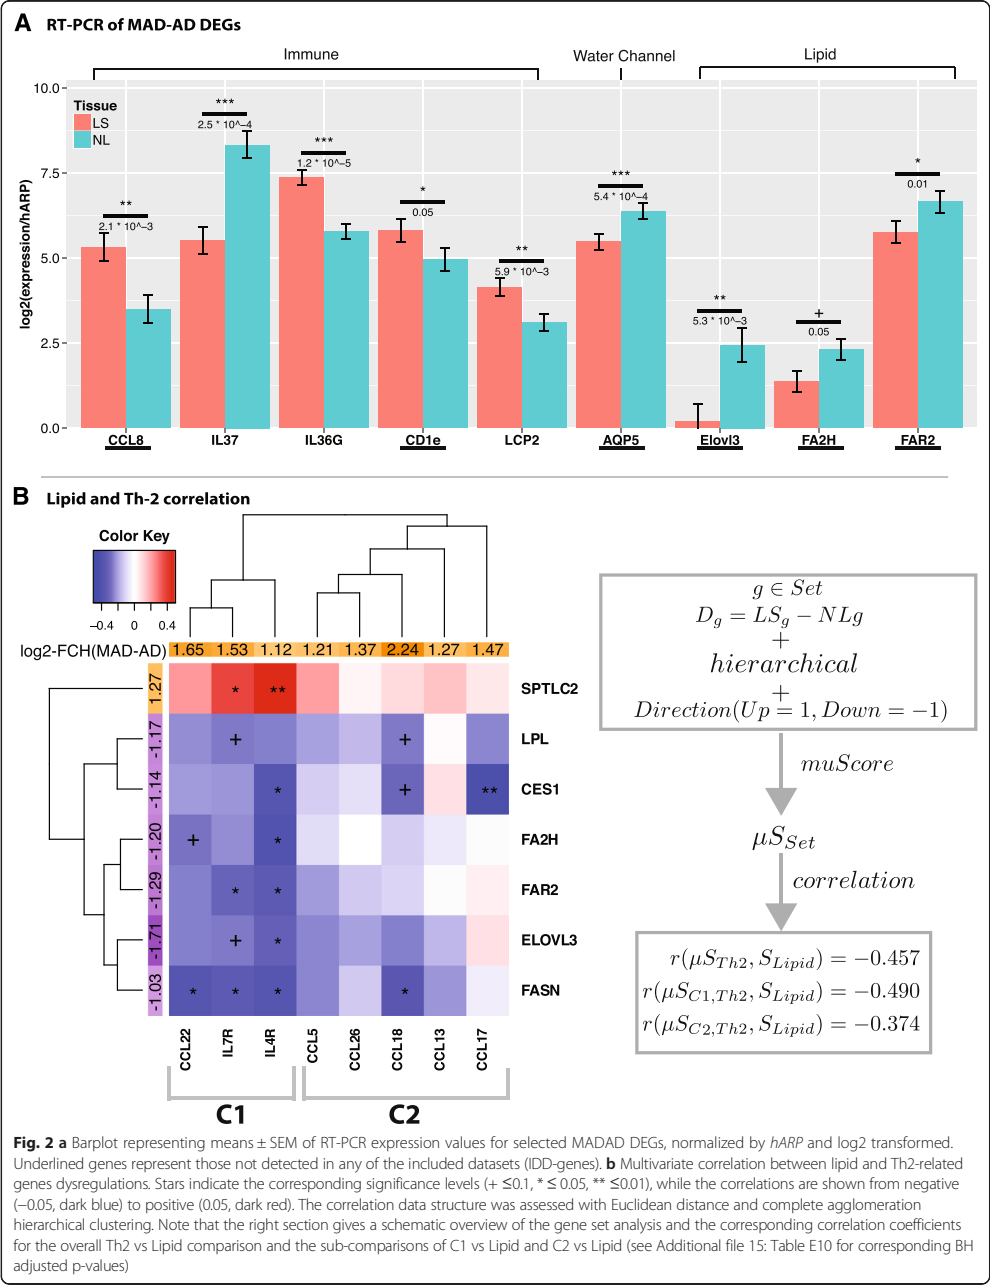 A RT-PCR of MAD-AD DEGs
Immune
Water Channel
Lipid
log2(expression/hARP)
10.0
7.5
5.0
2.5
0.0
Tissue
LS
NL
**
2.1 * 10^−3
***
2.5 * 10^−4
***
1.2 * 10^−5
*
0.05
**
5.9 * 10^−3
***
5.4 * 10^−4
**
5.3 * 10^−3
+
0.05
*
0.01
CCL8 IL37 IL36G CD1e LCP2 AQP5 Elovl3 FA2H FAR2
B Lipid and Th-2 correlation
Color Key
−0.4 0 0.4
log2-FCH(MAD-AD) 1.65 1.53 1.12 1.21 1.37 2.24 1.27 1.47
1.27 * ** SPTLC2
-1.17 + + LPL
-1.14 * + ** CES1
-1.20 + * FA2H
-1.29 * * FAR2
-1.71 + * ELOVL3
-1.03 * * * * FASN
CCL22 IL7R IL4R CCL5 CCL26 CCL18 CCL13 CCL17
C1 C2
g ∈ Set
D_g = LS_g − NLg
+
hierarchical
+
Direction(Up = 1, Down = −1)
muScore
μS_Set
correlation
r(μS_Th2, S_Lipid) = −0.457
r(μS_C1,Th2, S_Lipid) = −0.490
r(μS_C2,Th2, S_Lipid) = −0.374
Fig. 2 a Barplot representing means ± SEM of RT-PCR expression values for selected MADAD DEGs, normalized by hARP and log2 transformed.
Underlined genes represent those not detected in any of the included datasets (IDD-genes). b Multivariate correlation between lipid and Th2-related
genes dysregulations. Stars indicate the corresponding significance levels (+ ≤0.1, * ≤ 0.05, ** ≤0.01), while the correlations are shown from negative
(−0.05, dark blue) to positive (0.05, dark red). The correlation data structure was assessed with Euclidean distance and complete agglomeration
hierarchical clustering. Note that the right section gives a schematic overview of the gene set analysis and the corresponding correlation coefficients
for the overall Th2 vs Lipid comparison and the sub-comparisons of C1 vs Lipid and C2 vs Lipid (see Additional file 15: Table E10 for corresponding BH
adjusted p-values)